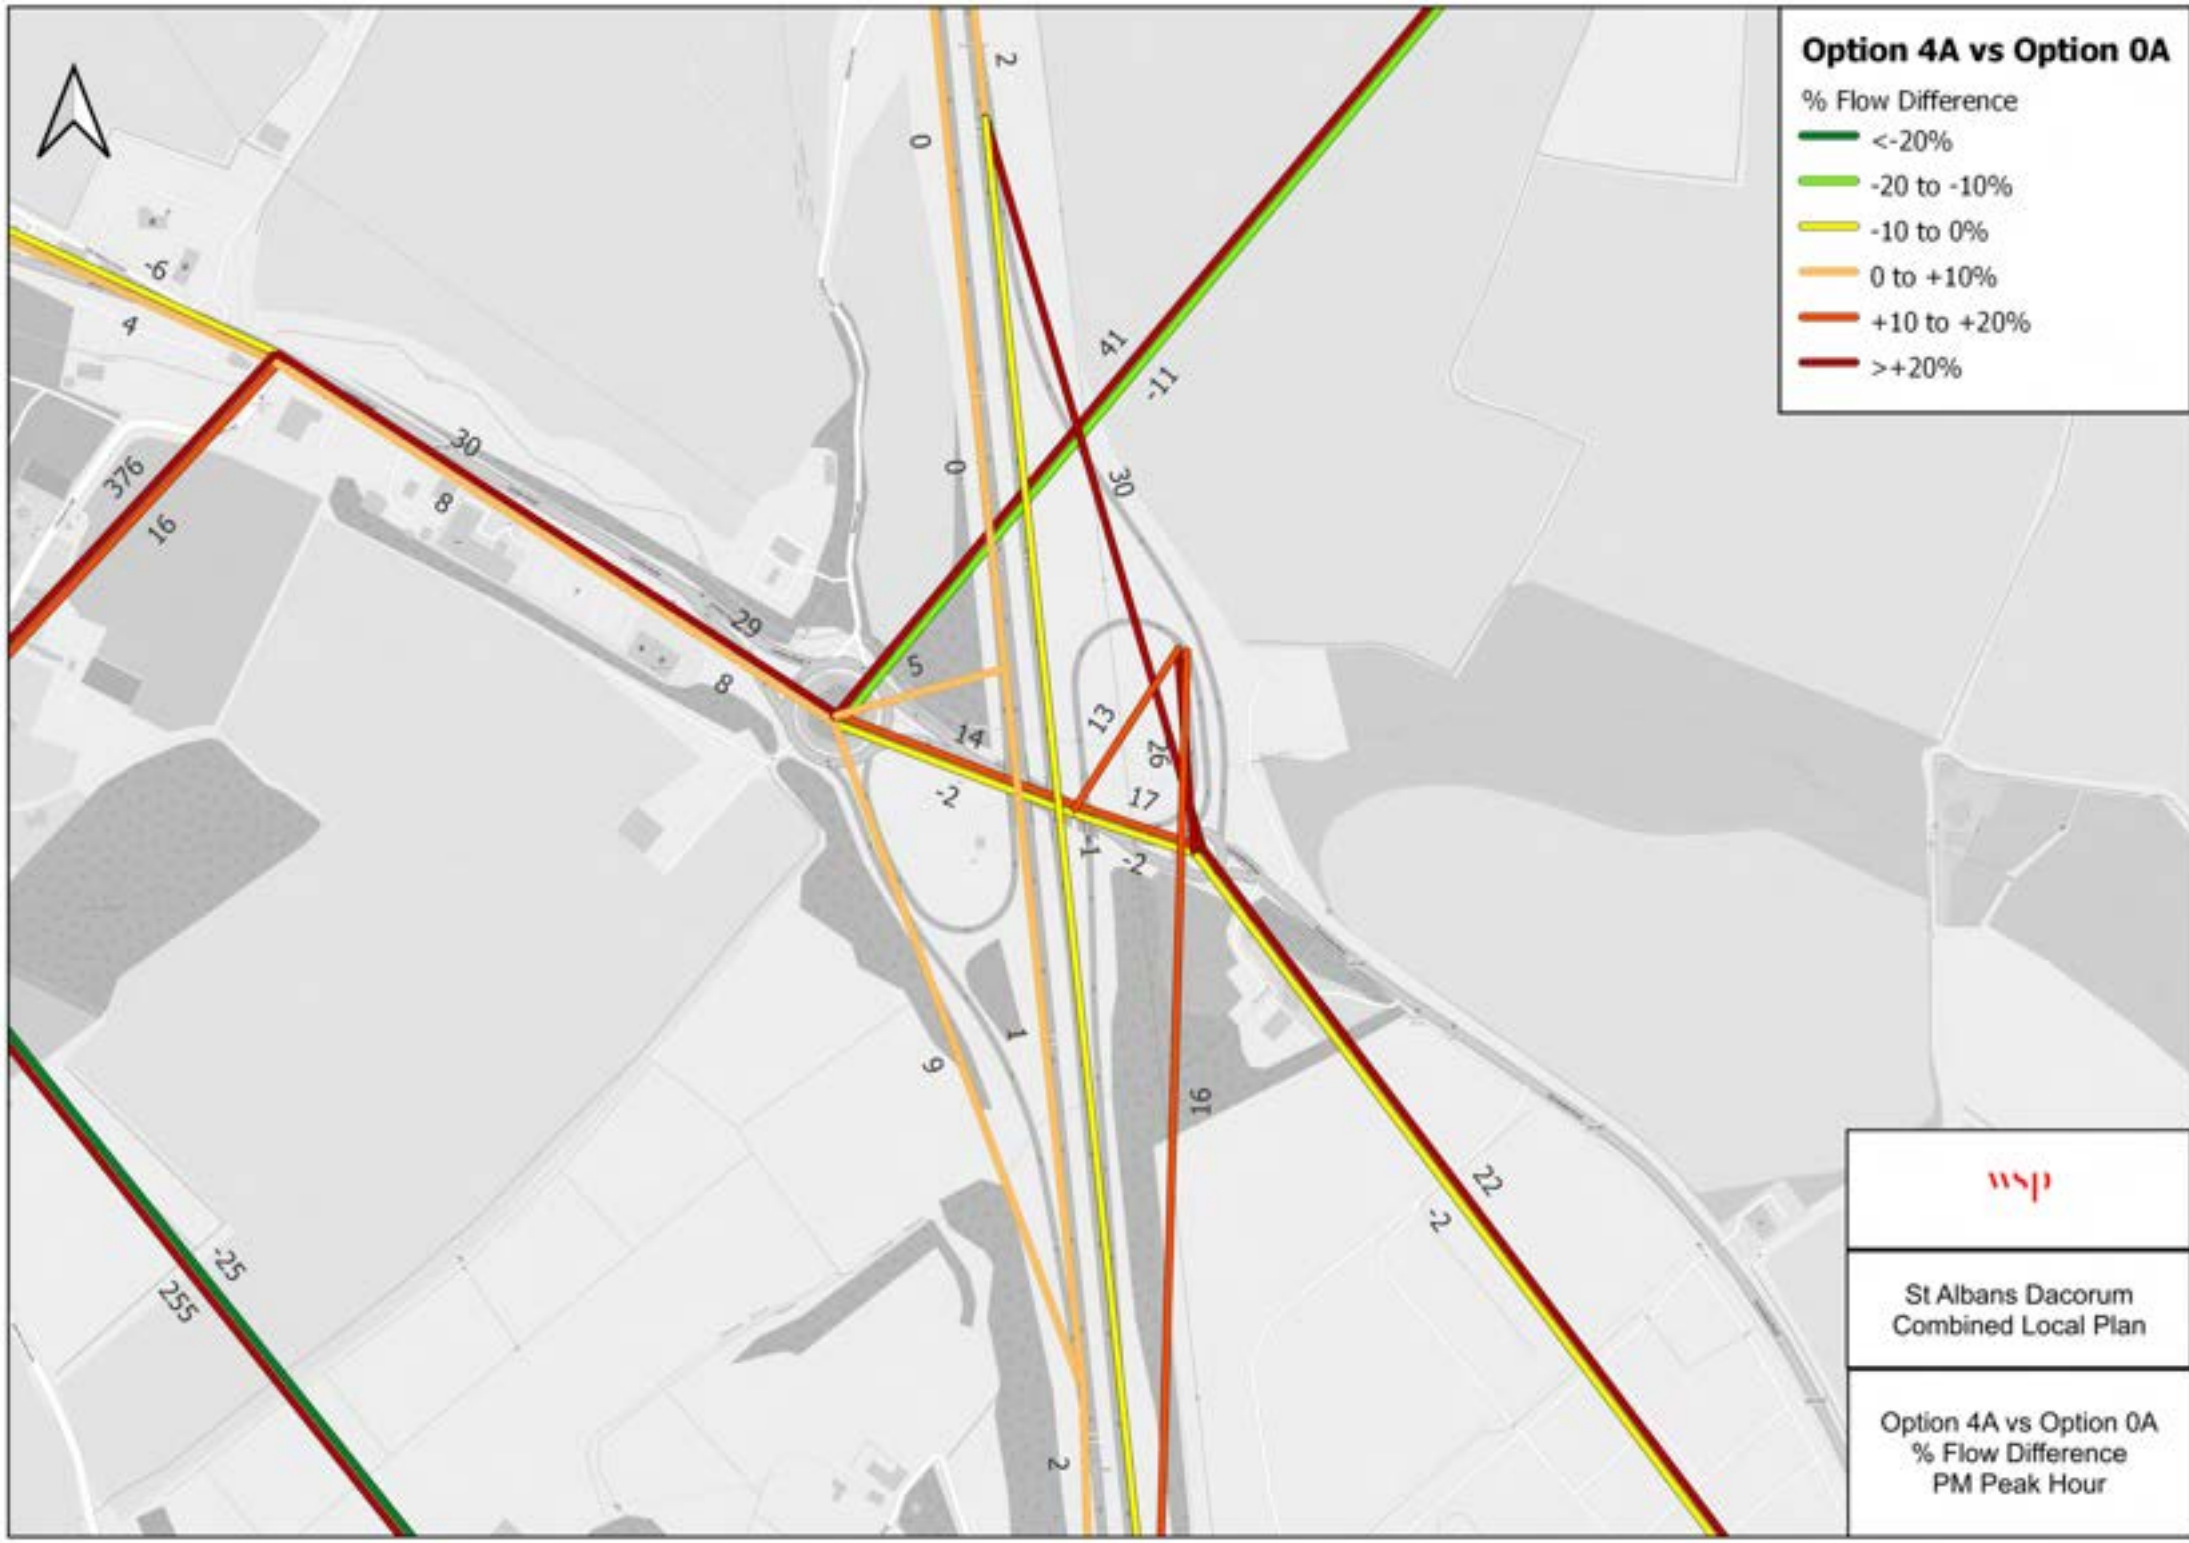 Option 4A vs Option 0A
% Flow Difference
<-20%
-20 to -10%
-10 to 0%
0 to +10%
+10 to +20%
>+20%
2
0
41
-11
-6
4
30
8
376
16
0
30
29
8
5
14
-2
13
26
17
-1
-2
9
1
16
22
-2
-25
255
2
wsp
St Albans Dacorum
Combined Local Plan
Option 4A vs Option 0A
% Flow Difference
PM Peak Hour